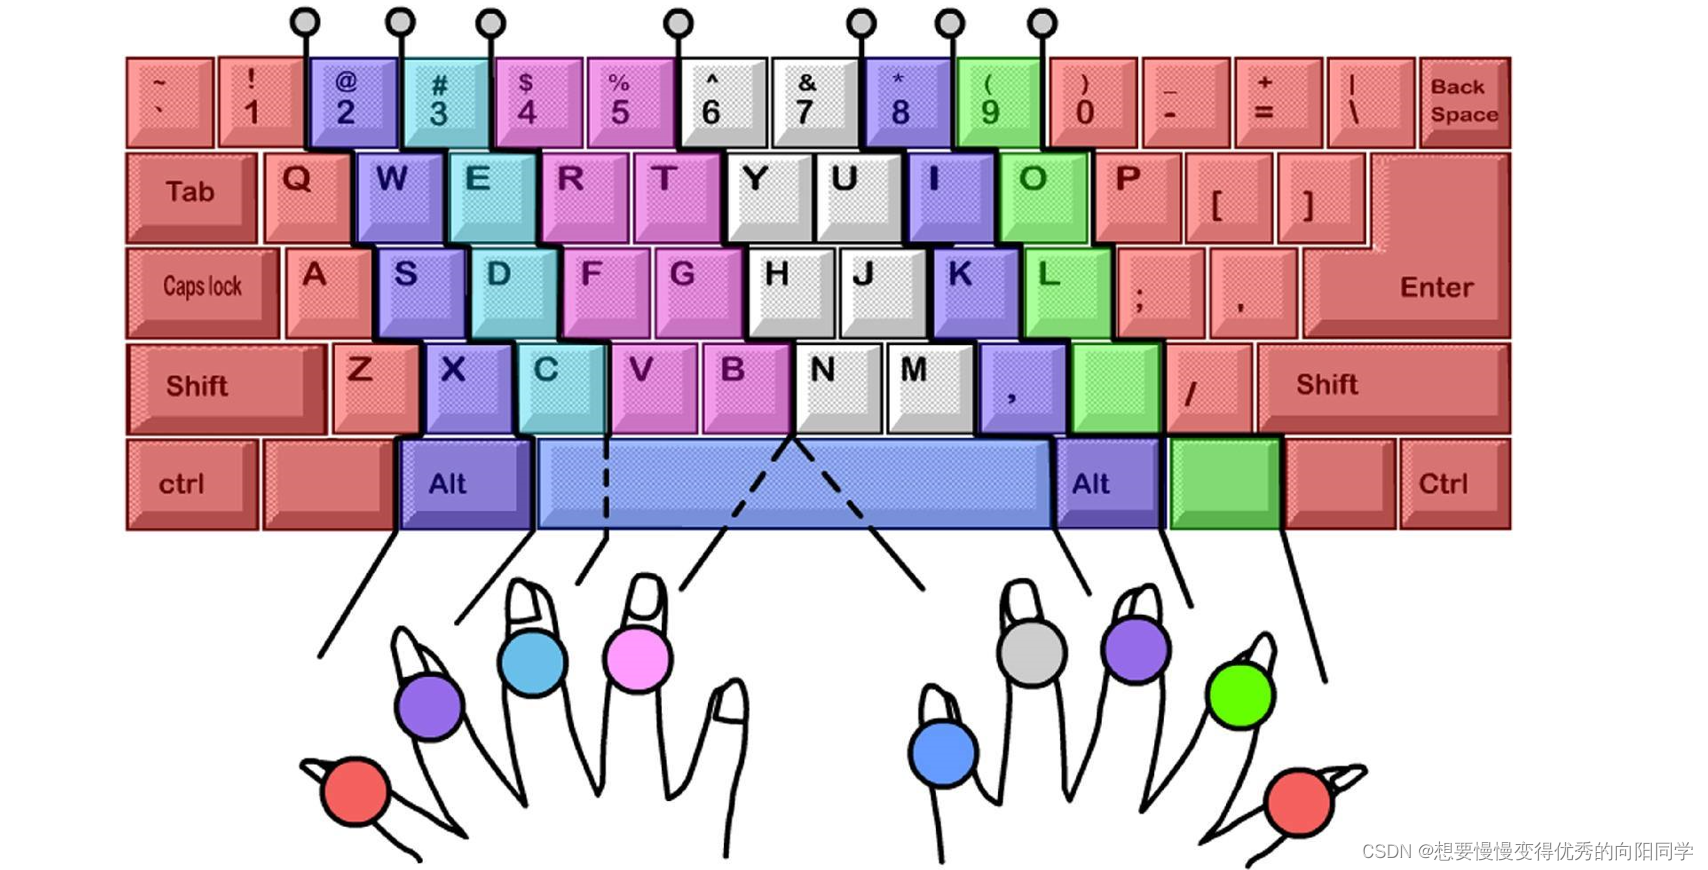 ~ ! @ # $ % ^ & * ( ) _ + | Back
` 1 2 3 4 5 6 7 8 9 0 - = \ Space
Tab Q W E R T Y U I O P [ ]
Caps lock A S D F G H J K L ; , Enter
Shift Z X C V B N M , / Shift
ctrl Alt Alt Ctrl
CSDN @想要慢慢变得优秀的向阳同学